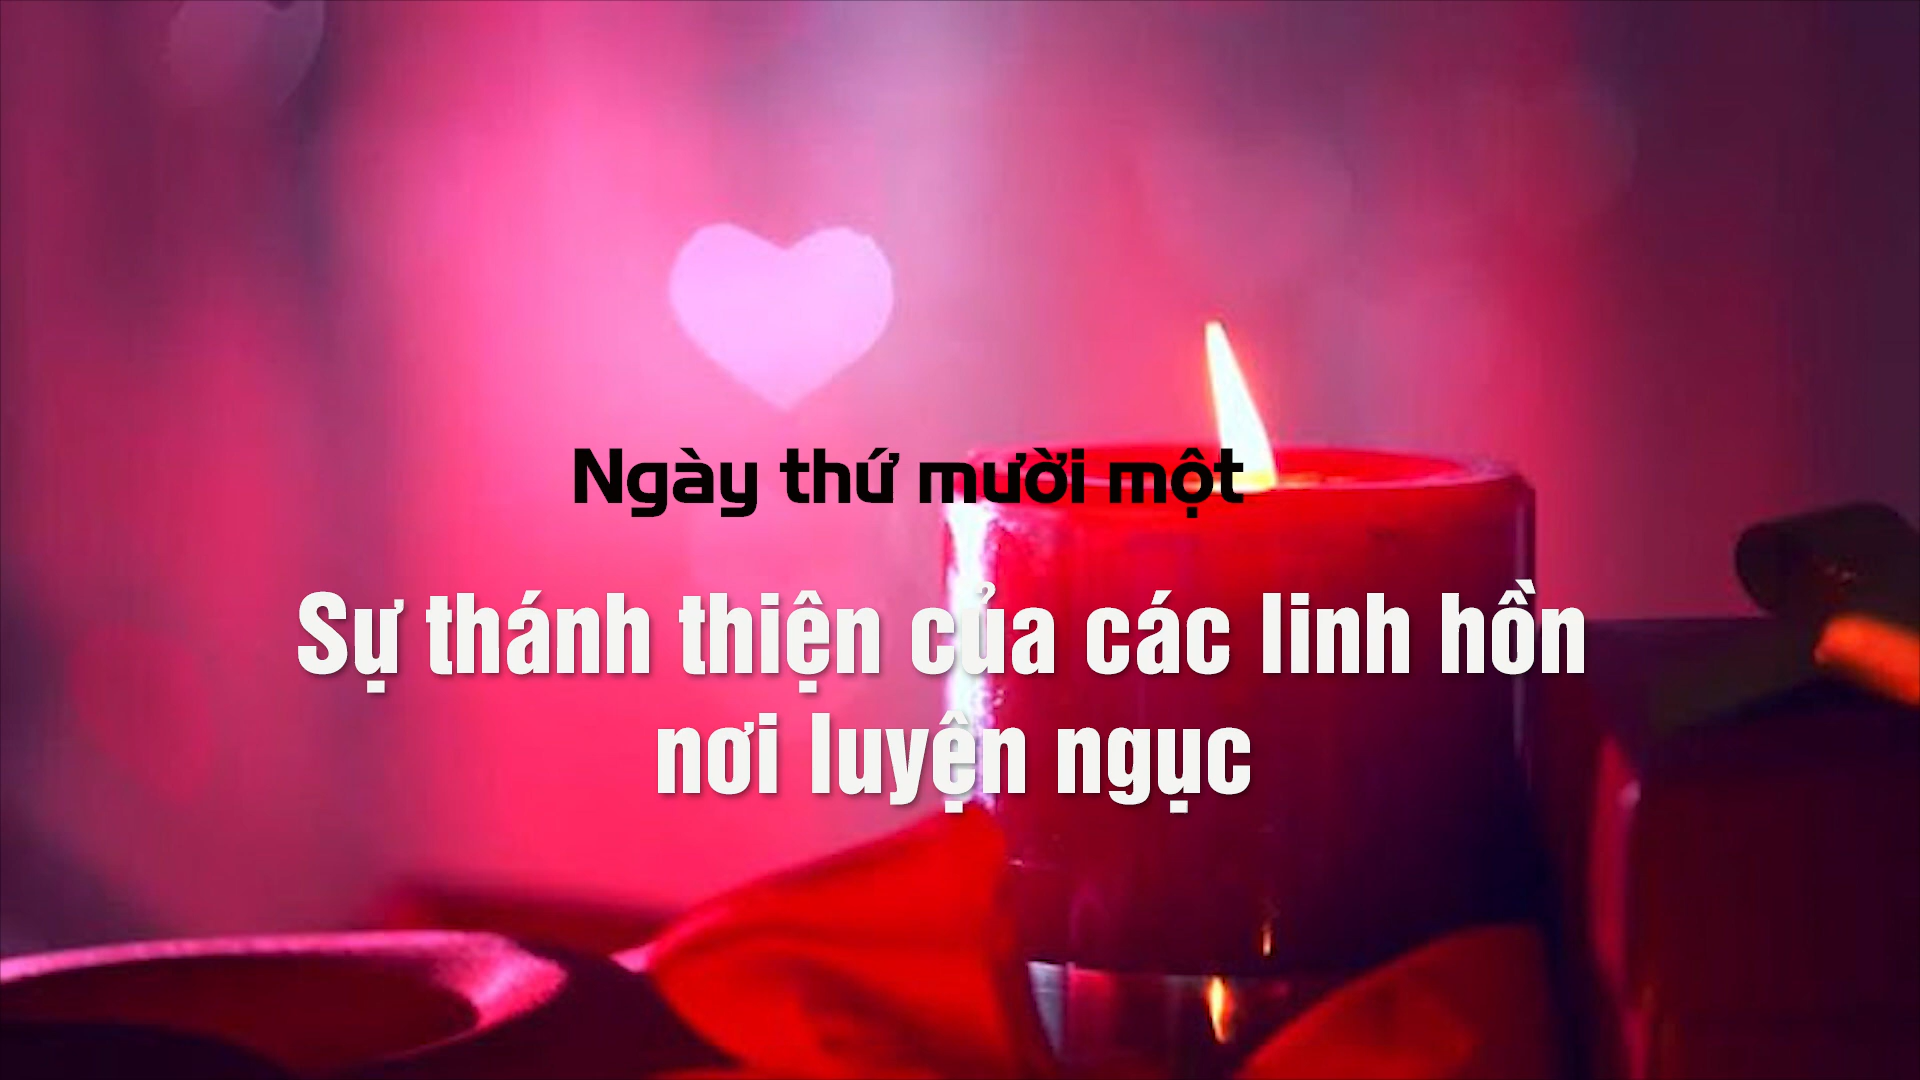 Ngày thứ mười một
Sự thánh thiện của các linh hồn
nơi luyện ngục